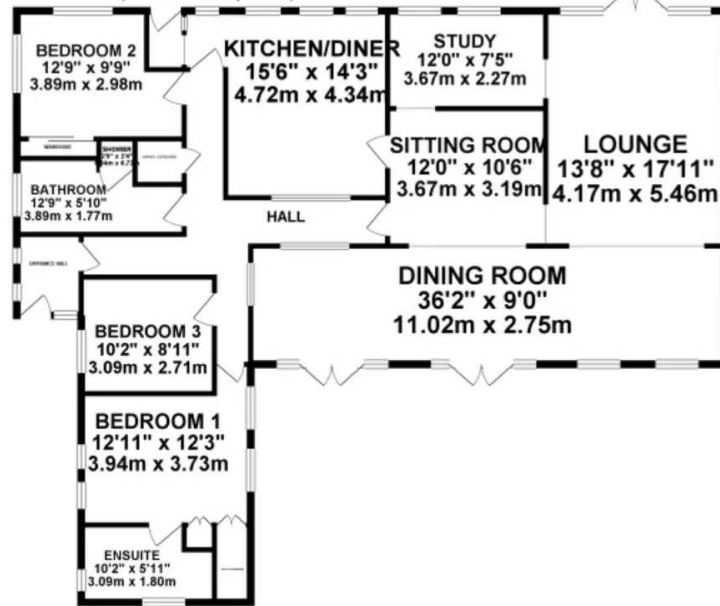 BEDROOM 2
12'9" x 9'9"
3.89m x 2.98m
KITCHEN/DINER
15'6" x 14'3"
4.72m x 4.34m
STUDY
12'0" x 7'5"
3.67m x 2.27m
SITTING ROOM
12'0" x 10'6"
3.67m x 3.19m
LOUNGE
13'8" x 17'11"
4.17m x 5.46m
WARDROBE
SHOWER
BATHROOM
12'9" x 5'10"
3.89m x 1.77m
HALL
ENTRANCE HALL
DINING ROOM
36'2" x 9'0"
11.02m x 2.75m
BEDROOM 3
10'2" x 8'11"
3.09m x 2.71m
BEDROOM 1
12'11" x 12'3"
3.94m x 3.73m
ENSUITE
10'2" x 5'11"
3.09m x 1.80m